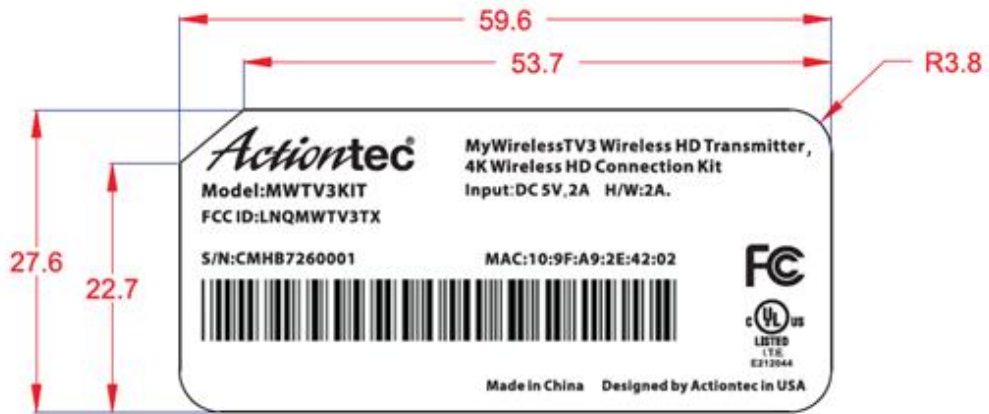 59.6
53.7
R3.8
Actiontec®
MyWirelessTV3 Wireless HD Transmitter,
4K Wireless HD Connection Kit
Model:MWTV3KIT
Input:DC 5V,2A H/W:2A.
FCC ID:LNQMWTV3TX
27.6
22.7
S/N:CMHB7260001
MAC:10:9F:A9:2E:42:02
FC
C UL US
LISTED
I.T.E.
E212044
Made in China Designed by Actiontec in USA